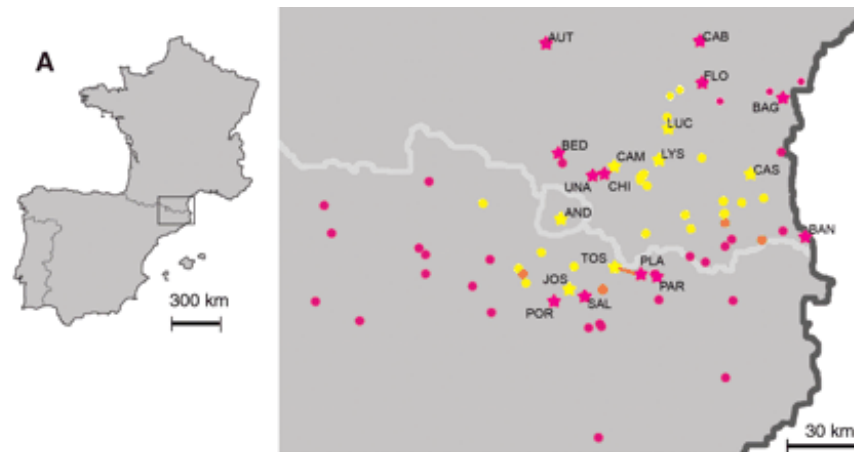 A
300 km
AUT
CAB
FLO
BAG
LUC
BED
CAM
LYS
UNA
CHI
CAS
AND
BAN
TOS
PLA
JOS
PAR
POR
SAL
30 km